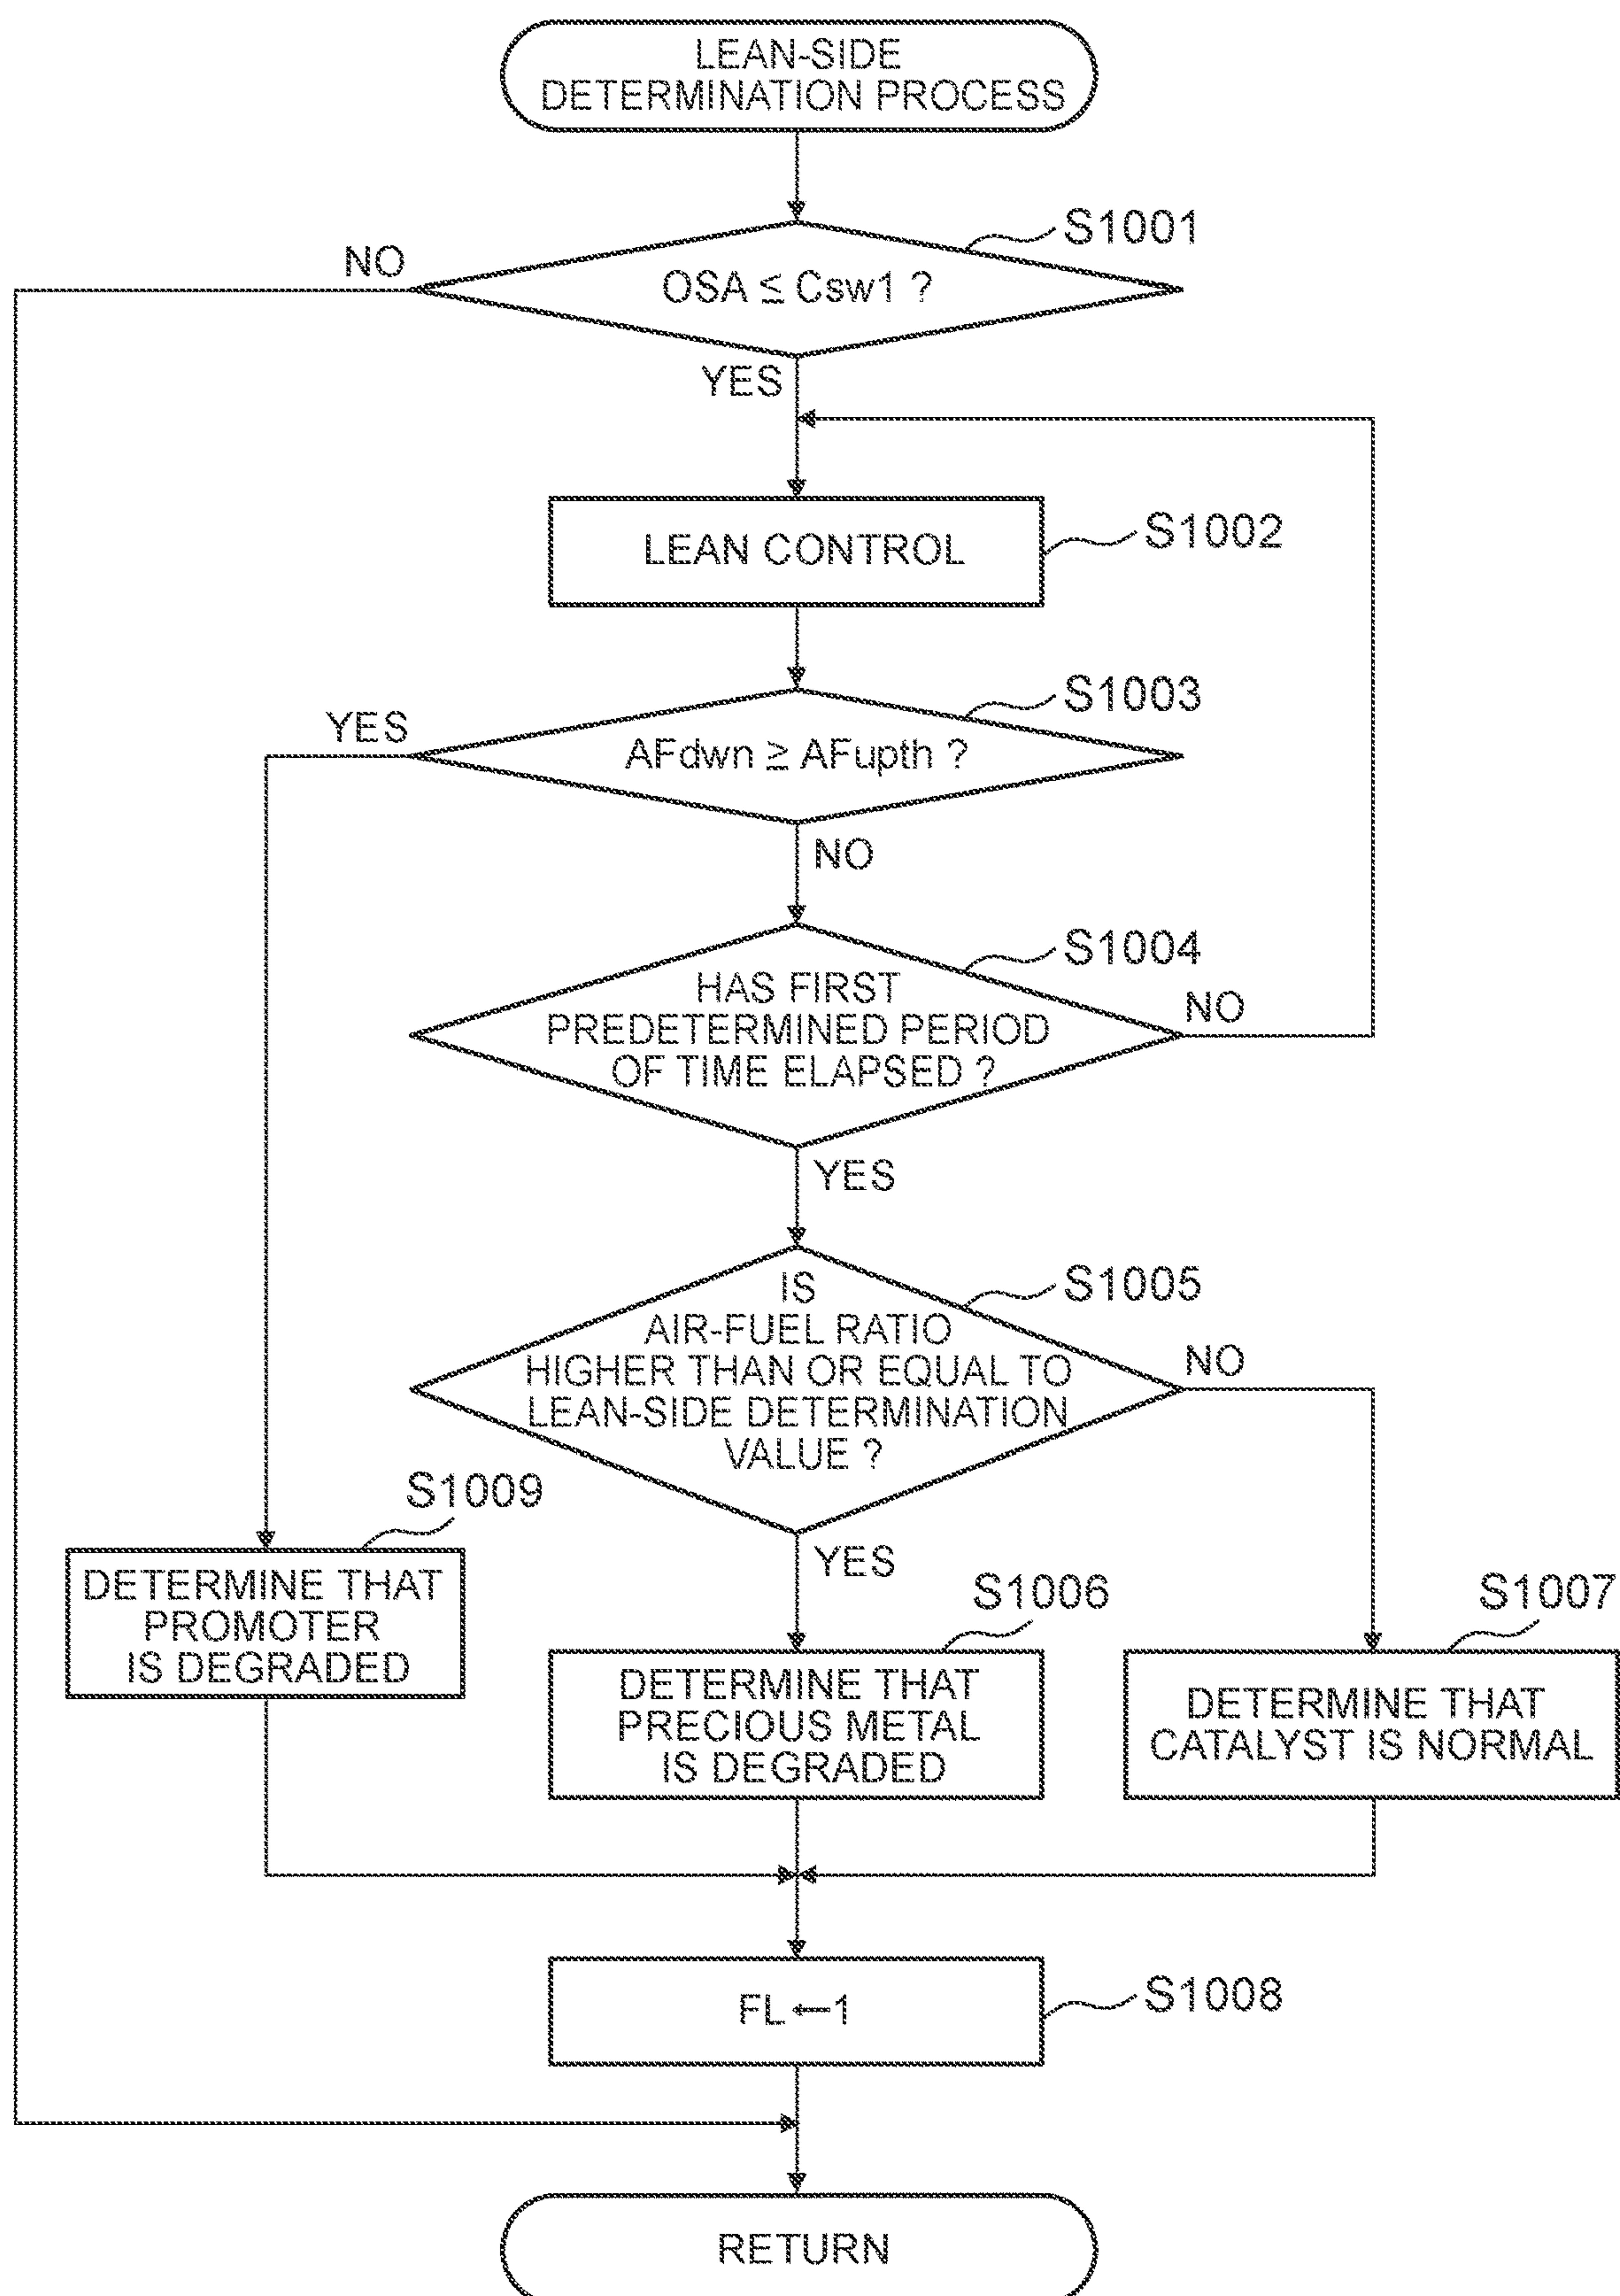 LEAN-SIDE
DETERMINATION PROCESS
S1001
NO
OSA ≦ Csw1 ?
YES
LEAN CONTROL
S1002
S1003
YES
AFdwn ≧ AFupth ?
NO
S1004
HAS FIRST
PREDETERMINED PERIOD
OF TIME ELAPSED ?
NO
YES
S1005
IS
AIR-FUEL RATIO
HIGHER THAN OR EQUAL TO
LEAN-SIDE DETERMINATION
VALUE ?
NO
YES
S1009
DETERMINE THAT
PROMOTER
IS DEGRADED
S1006
DETERMINE THAT
PRECIOUS METAL
IS DEGRADED
S1007
DETERMINE THAT
CATALYST IS NORMAL
FL ←1
S1008
RETURN